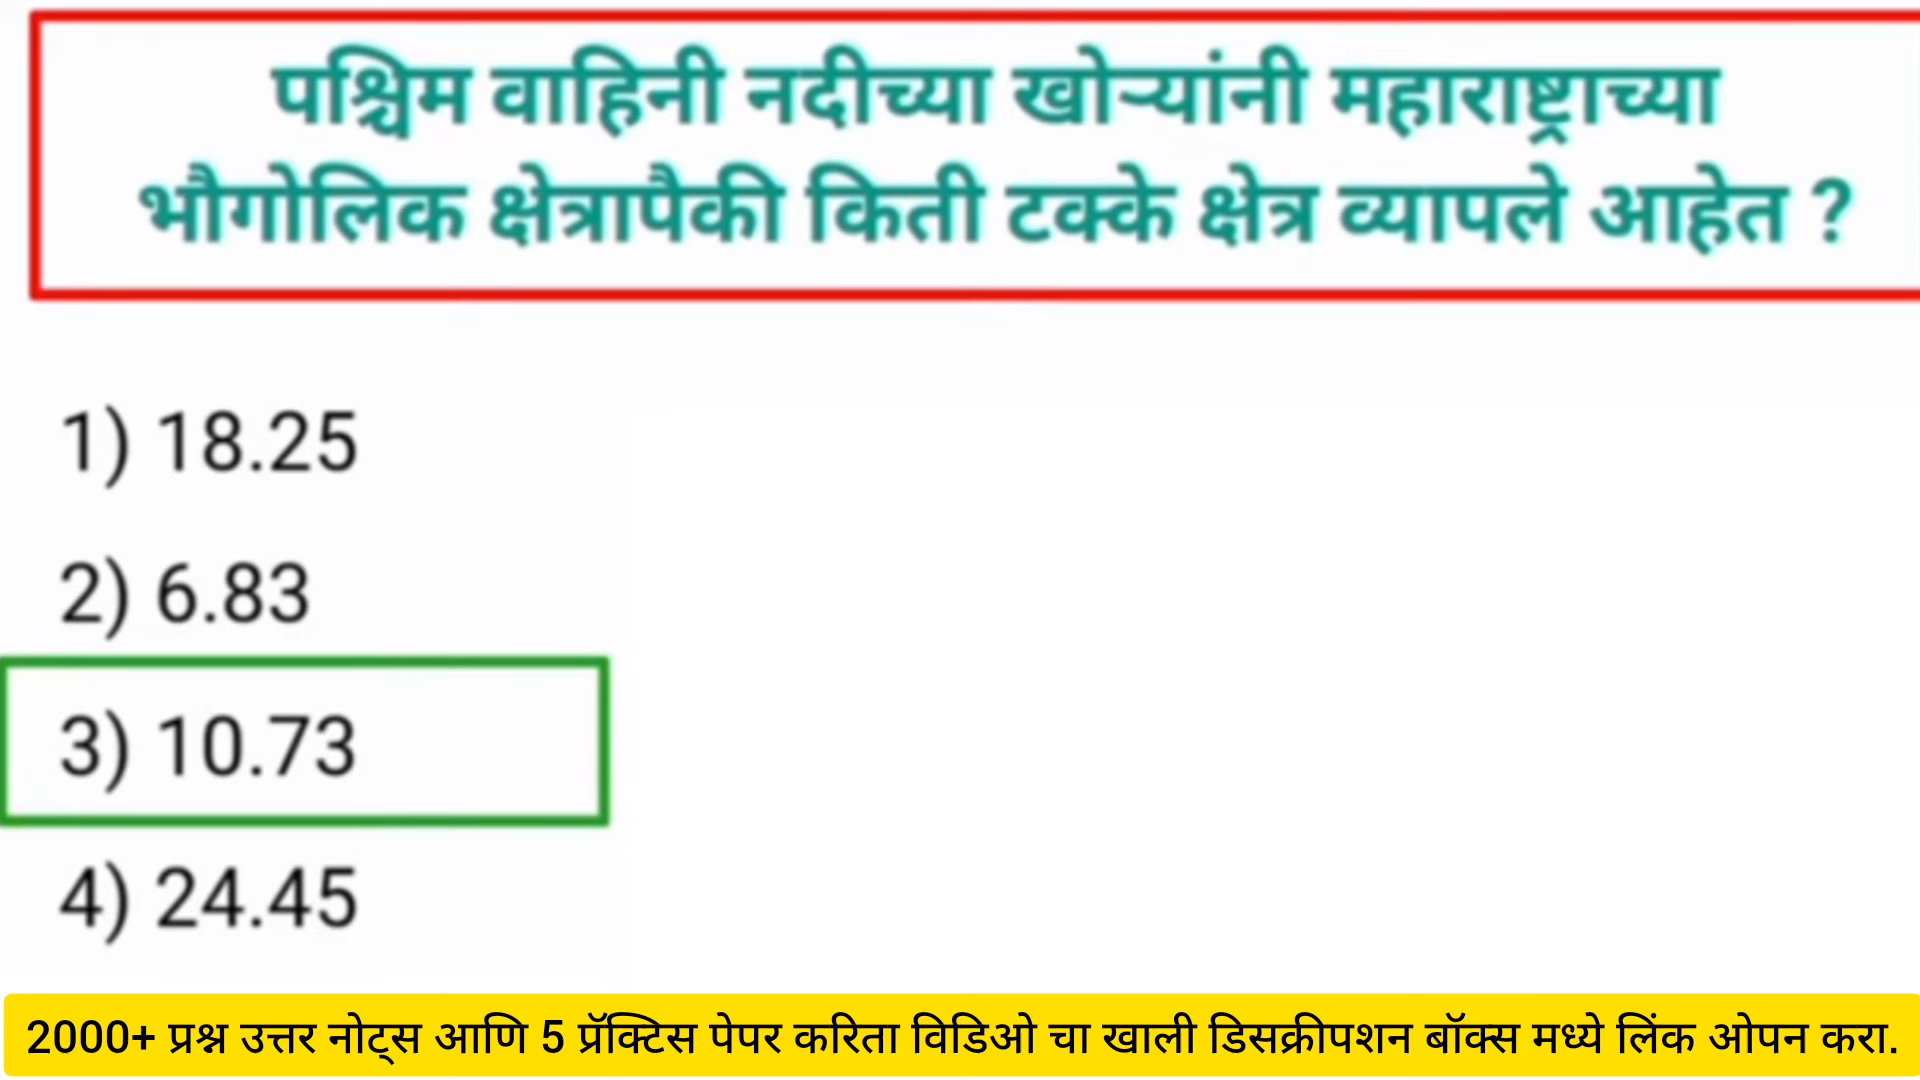 पश्चिम वाहिनी नदीच्या खोऱ्यांनी महाराष्ट्राच्या
भौगोलिक क्षेत्रापैकी किती टक्के क्षेत्र व्यापले आहेत ?
1) 18.25
2) 6.83
3) 10.73
4) 24.45
2000+ प्रश्न उत्तर नोट्स आणि 5 प्रॅक्टिस पेपर करिता विडिओ चा खाली डिसक्रीपशन बॉक्स मध्ये लिंक ओपन करा.